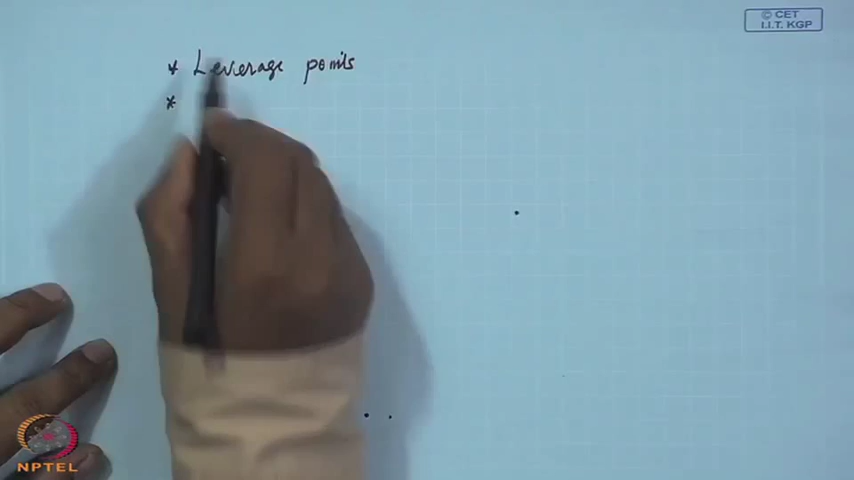 © CET
I.I.T. KGP
* Leverage points
*
NPTEL